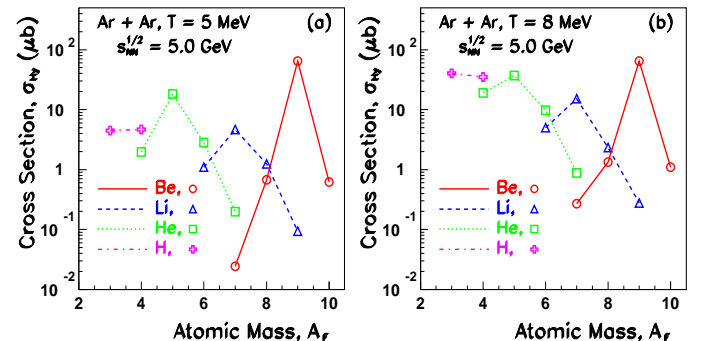 Ar + Ar, T = 5 MeV (a)
s_NN^1/2 = 5.0 GeV
Cross Section, σ_Hy (μb)
10^2
10
1
10^-1
10^-2
Be,
Li,
He,
H,
2 4 6 8 10
Atomic Mass, A_F
Ar + Ar, T = 8 MeV (b)
s_NN^1/2 = 5.0 GeV
Cross Section, σ_Hy (μb)
10^2
10
1
10^-1
10^-2
Be,
Li,
He,
H,
2 4 6 8 10
Atomic Mass, A_F